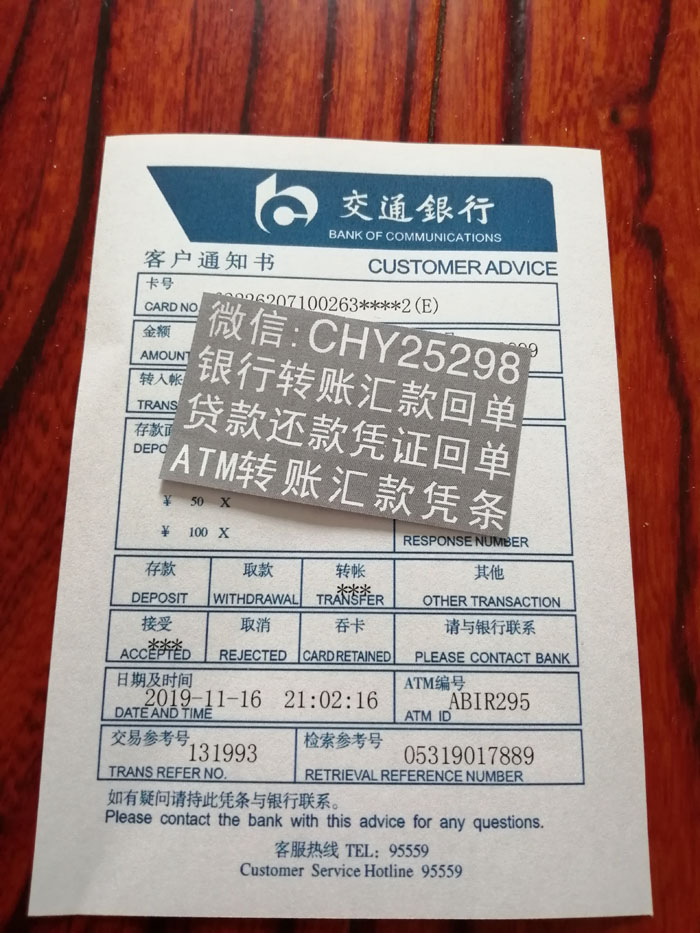 交通銀行
BANK OF COMMUNICATIONS
客户通知书 CUSTOMER ADVICE
卡号
CARD NO. 62226207100263****2(E)
金额
AMOUNT
微信:CHY25298
银行转账汇款回单
贷款还款凭证回单
ATM转账汇款凭条
转入帐
TRANS
存款面
DEPO
¥ 50 X
¥ 100 X
RESPONSE NUMBER
存款 取款 转帐 其他
***
DEPOSIT WITHDRAWAL TRANSFER OTHER TRANSACTION
接受 取消 吞卡 请与银行联系
***
ACCEPTED REJECTED CARD RETAINED PLEASE CONTACT BANK
日期及时间 ATM编号
2019-11-16 21:02:16 ABIR295
DATE AND TIME ATM ID
交易参考号 检索参考号
131993 05319017889
TRANS REFER NO. RETRIEVAL REFERENCE NUMBER
如有疑问请持此凭条与银行联系。
Please contact the bank with this advice for any questions.
客服热线 TEL: 95559
Customer Service Hotline 95559